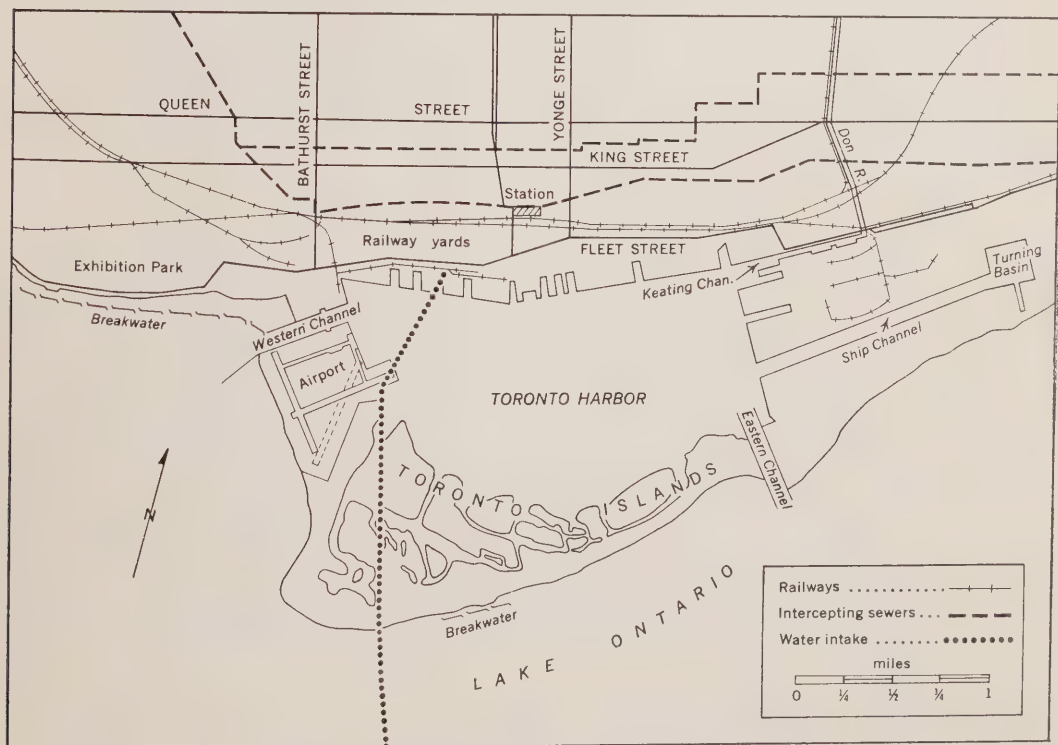 BATHURST STREET
YONGE STREET
QUEEN STREET
KING STREET
Don R.
Station
Railway yards
FLEET STREET
Exhibition Park
Keating Chan.
Turning
Basin
Breakwater
Western Channel
Ship Channel
Airport
TORONTO HARBOR
Eastern Channel
TORONTO ISLANDS
N
Breakwater
LAKE ONTARIO
Railways ..........
Intercepting sewers ...
Water intake ......
miles
0 ¼ ½ ¾ 1